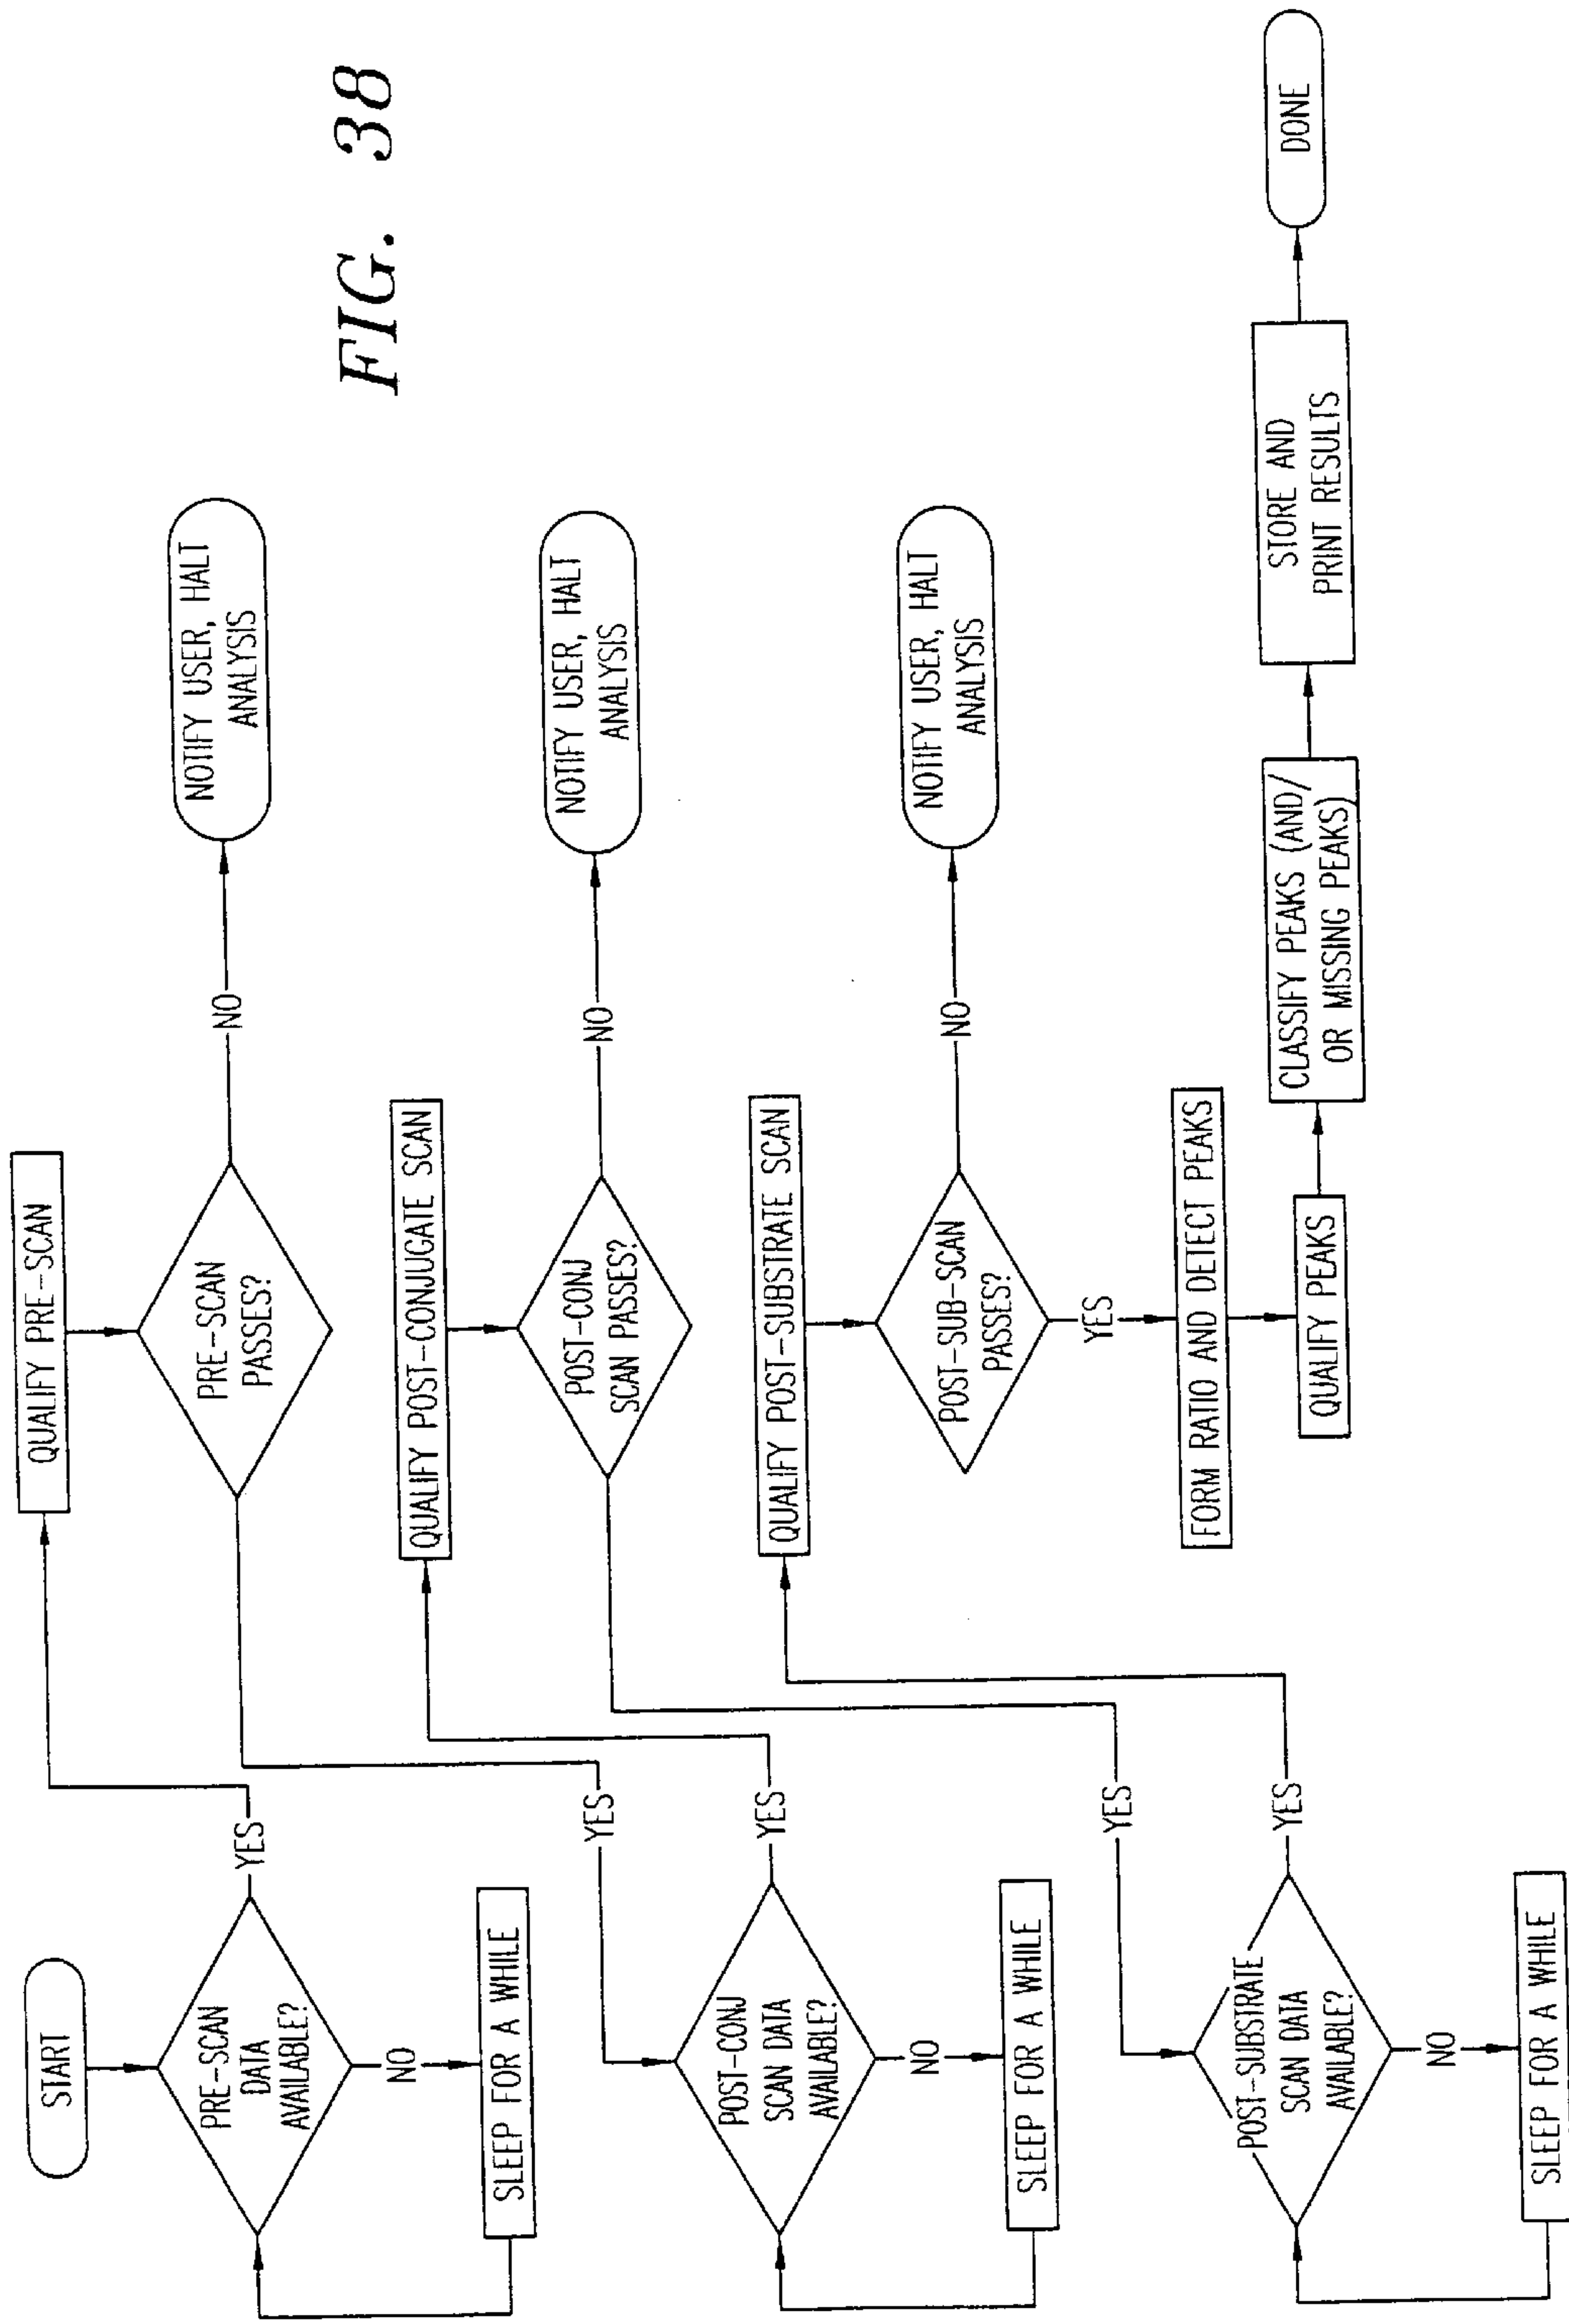 FIG. 38
START
PRE-SCAN
DATA
AVAILABLE?
YES
NO
SLEEP FOR A WHILE
QUALIFY PRE-SCAN
PRE-SCAN
PASSES?
NO
NOTIFY USER, HALT
ANALYSIS
YES
POST-CONJ
SCAN DATA
AVAILABLE?
YES
NO
SLEEP FOR A WHILE
QUALIFY POST-CONJUGATE SCAN
POST-CONJ
SCAN PASSES?
NO
NOTIFY USER, HALT
ANALYSIS
YES
POST-SUBSTRATE
SCAN DATA
AVAILABLE?
YES
NO
SLEEP FOR A WHILE
QUALIFY POST-SUBSTRATE SCAN
POST-SUB-SCAN
PASSES?
NO
NOTIFY USER, HALT
ANALYSIS
YES
FORM RATIO AND DETECT PEAKS
QUALIFY PEAKS
CLASSIFY PEAKS (AND/
OR MISSING PEAKS)
STORE AND
PRINT RESULTS
DONE